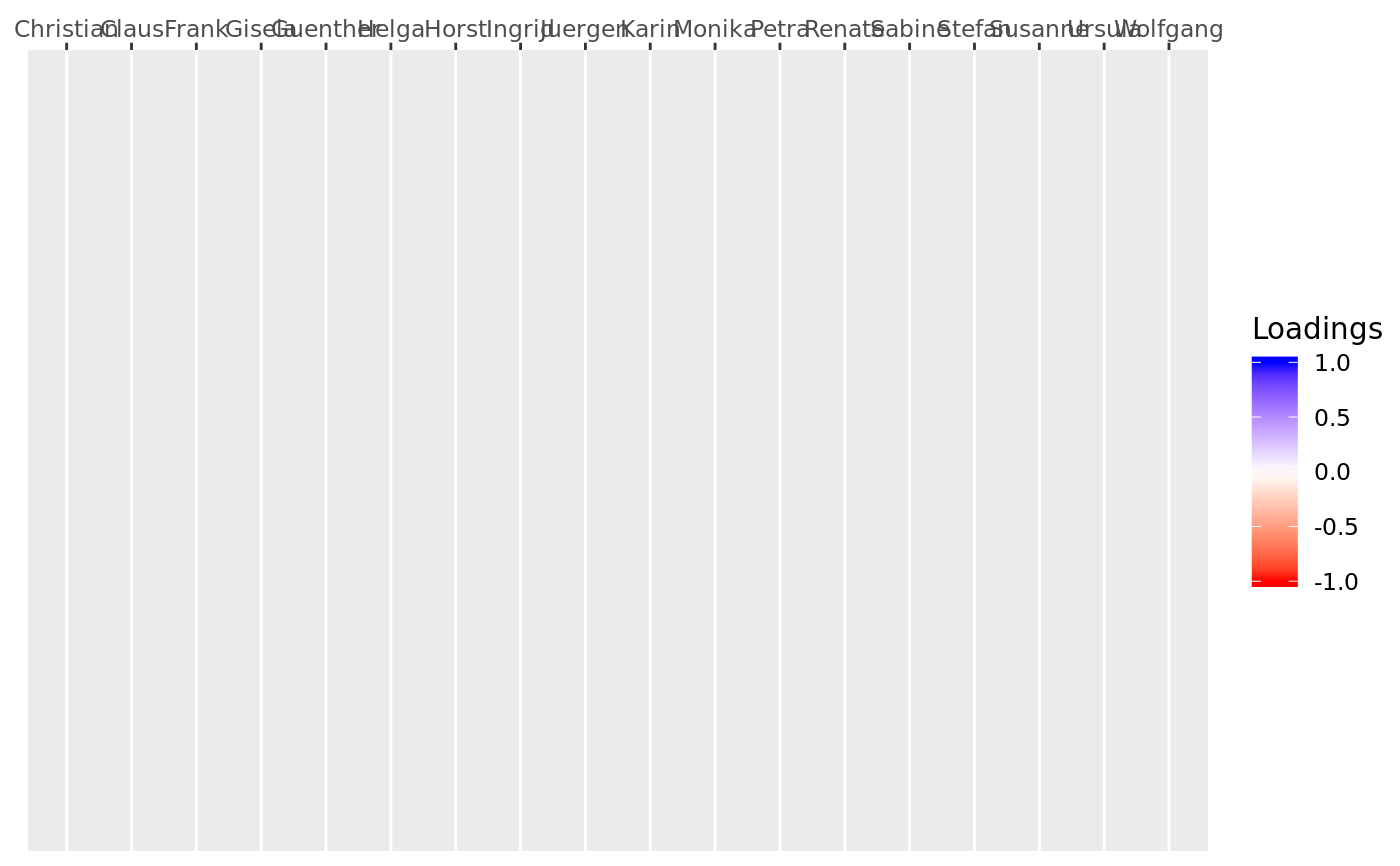 Christian Claus Frank Gisela Guenther Helga Horst Ingrid Juergen Karin Monika Petra Renate Sabine Stefan Susanne Ursula Wolfgang
Loadings
1.0
0.5
0.0
-0.5
-1.0